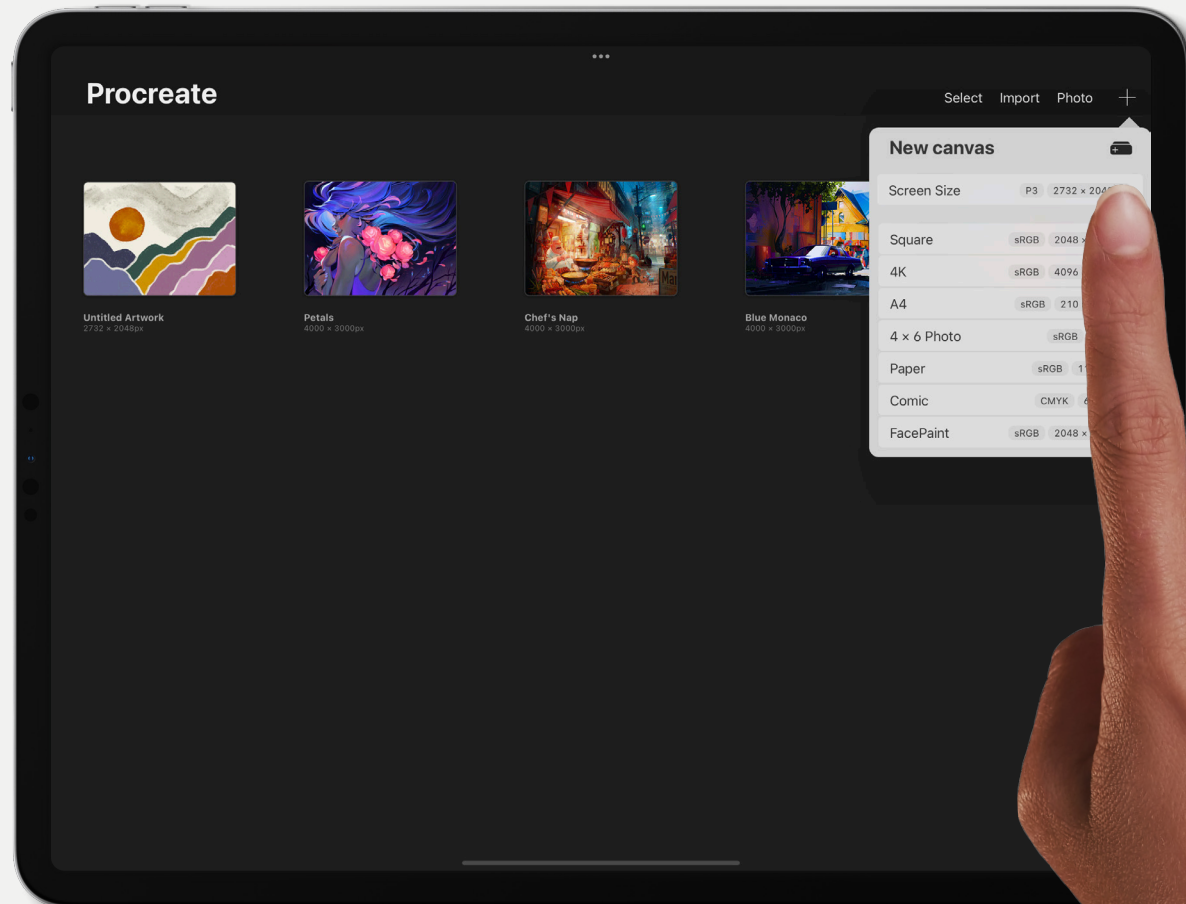 Procreate
Select Import Photo
New canvas
Screen Size P3 2732 ×
Square sRGB 2048 ×
4K sRGB 4096
A4 sRGB 210
4 × 6 Photo sRGB
Paper sRGB
Comic CMYK
FacePaint sRGB 2048 ×
Untitled Artwork
2732 × 2048px
Petals
4000 × 3000px
Chef's Nap
4000 × 3000px
Blue Monaco
4000 × 3000px